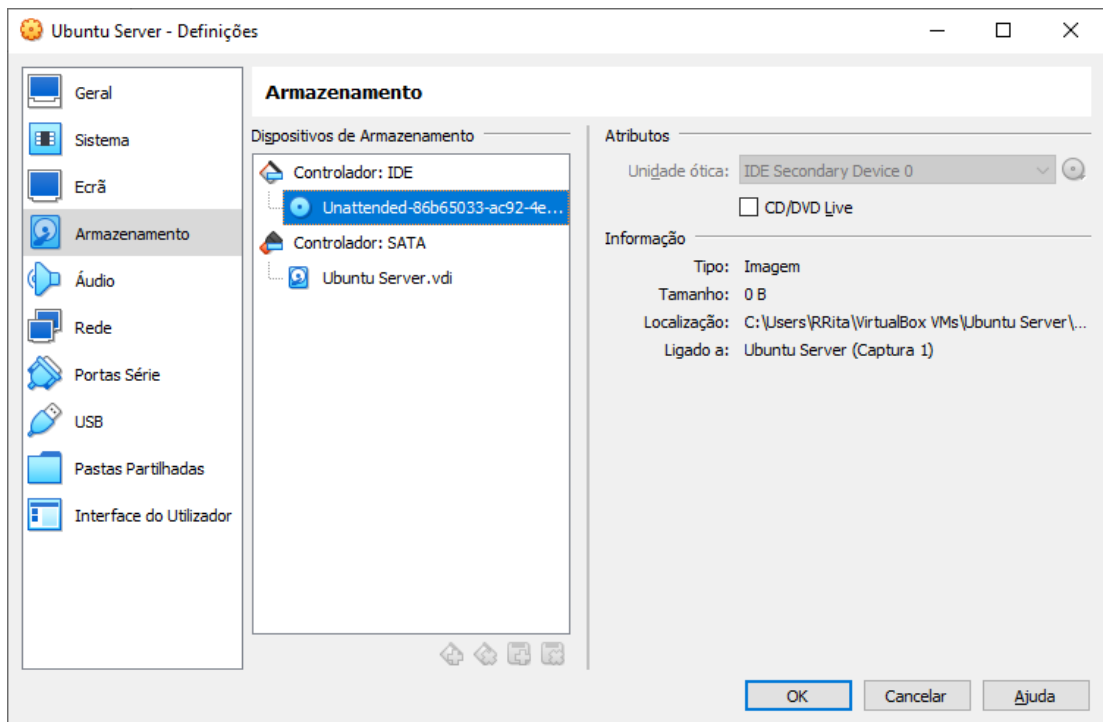 Ubuntu Server - Definições
Geral
Sistema
Ecrã
Armazenamento
Áudio
Rede
Portas Série
USB
Pastas Partilhadas
Interface do Utilizador
Armazenamento
Dispositivos de Armazenamento
Controlador: IDE
Unattended-86b65033-ac92-4e...
Controlador: SATA
Ubuntu Server.vdi
Atributos
Unidade ótica: IDE Secondary Device 0
CD/DVD Live
Informação
Tipo: Imagem
Tamanho: 0 B
Localização: C:\Users\RRita\VirtualBox VMs\Ubuntu Server\...
Ligado a: Ubuntu Server (Captura 1)
OK Cancelar Ajuda